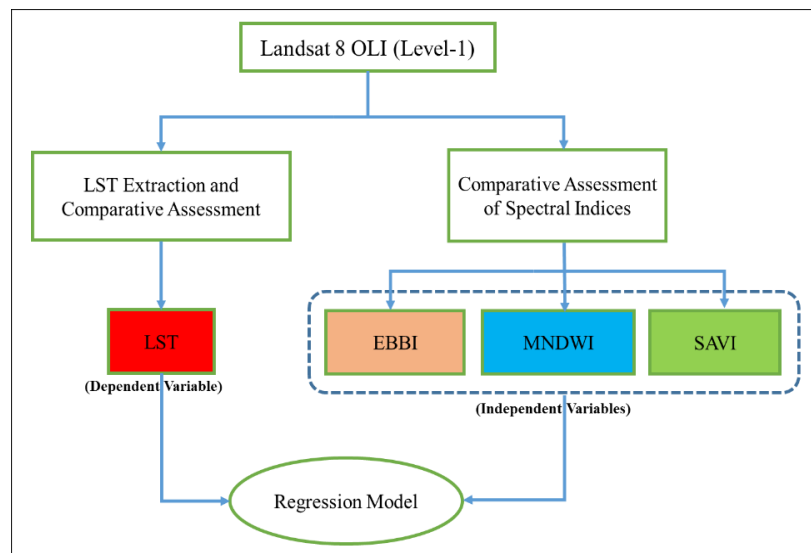 Landsat 8 OLI (Level-1)
LST Extraction and
Comparative Assessment
Comparative Assessment
of Spectral Indices
LST
EBBI
MNDWI
SAVI
(Dependent Variable)
(Independent Variables)
Regression Model